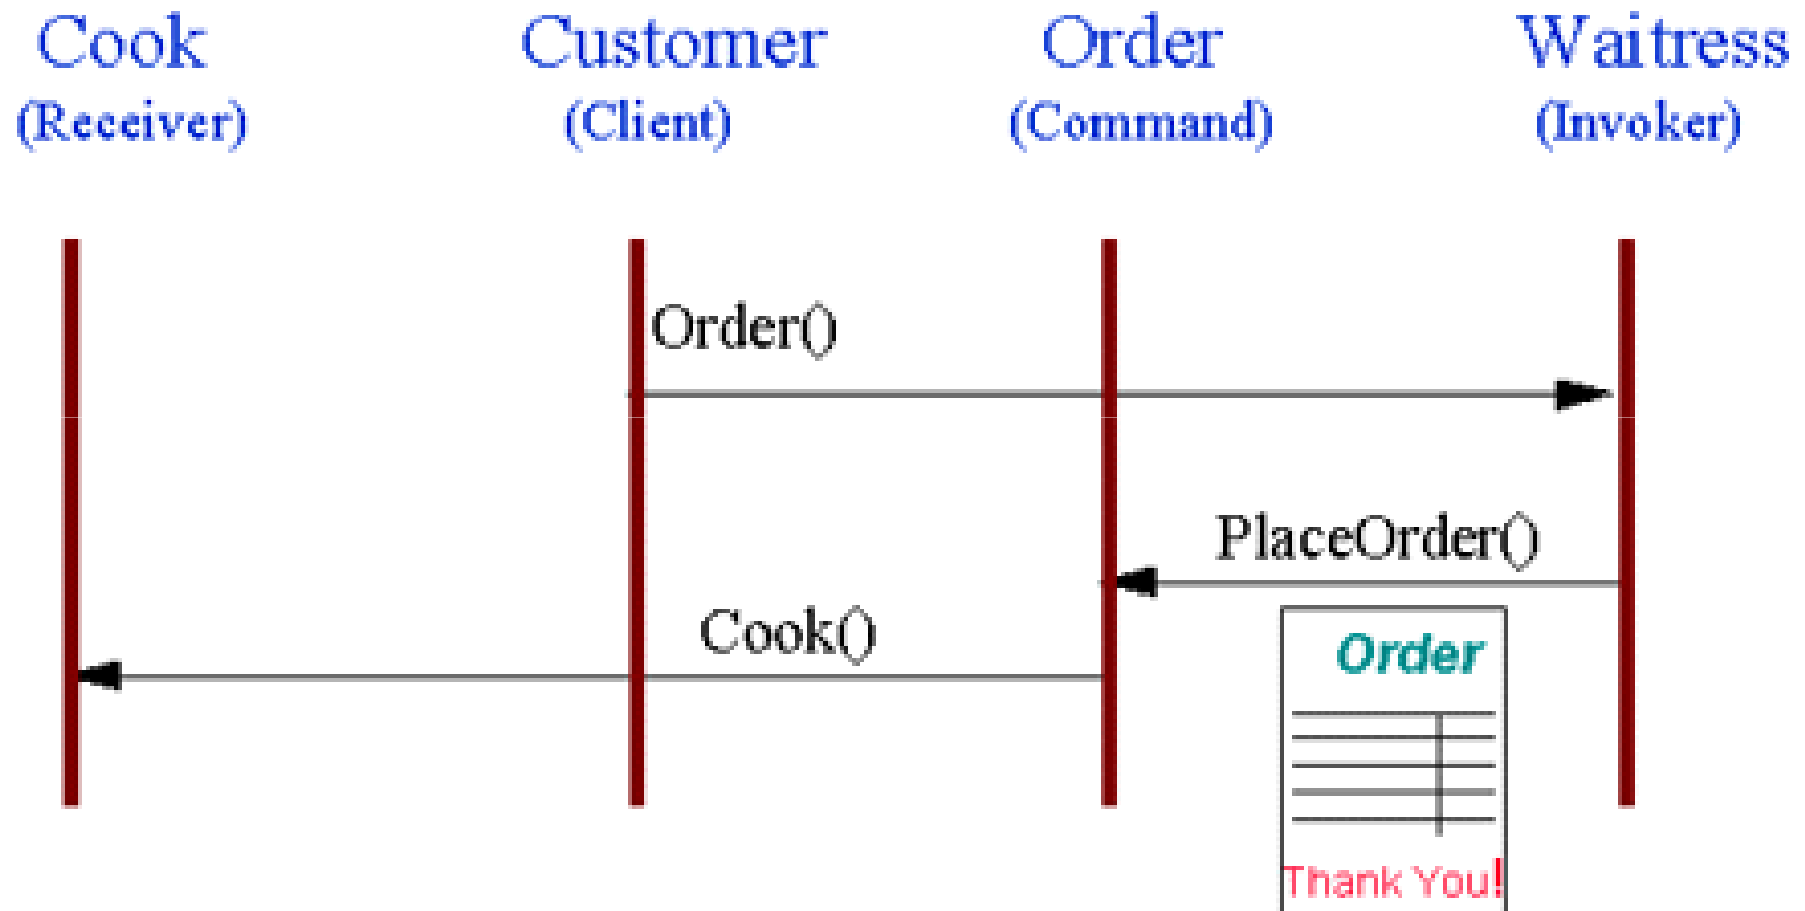 Cook Customer Order Waitress
(Receiver) (Client) (Command) (Invoker)
Order()
PlaceOrder()
Cook()
Order
Thank You!